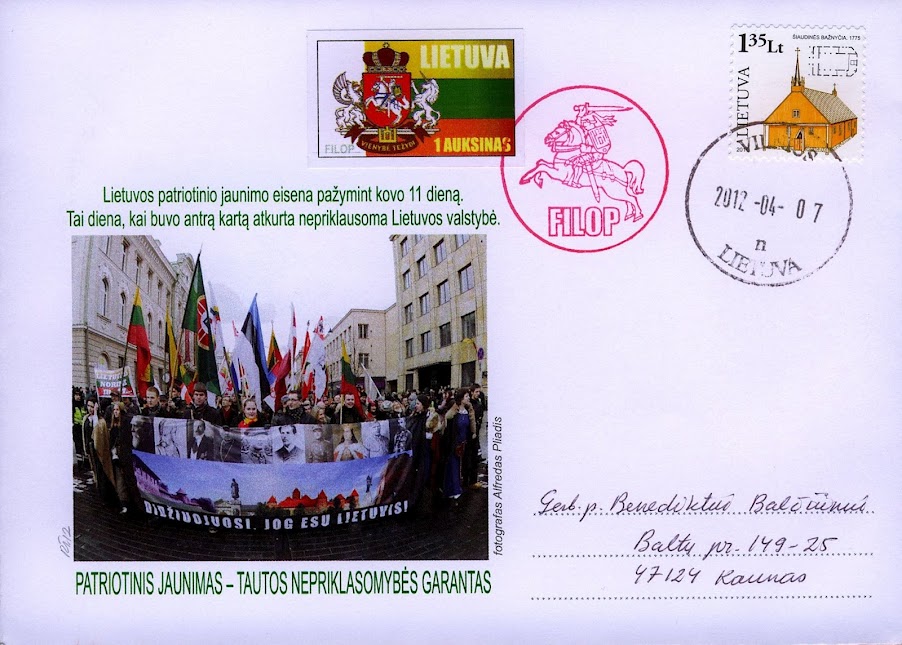 LIETUVA
VIENYBĖ TEŽYDI
FILOP
1 AUKSINAS
ŠIAUDINĖS BAŽNYČIA. 1775
1 35 Lt
LIETUVA
FILOP
VILNIUS
2012-04-07
n
LIETUVA
Lietuvos patriotinio jaunimo eisena pažymint kovo 11 dieną.
Tai diena, kai buvo antrą kartą atkurta nepriklausoma Lietuvos valstybė.
DIDŽIUOJUOSI, JOG ESU LIETUVIS!
fotografas Alfredas Pliadis
PATRIOTINIS JAUNIMAS – TAUTOS NEPRIKLASOMYBĖS GARANTAS
Gerb. p. Benediktui
Baltų pr. 149-25
47124 Kaunas